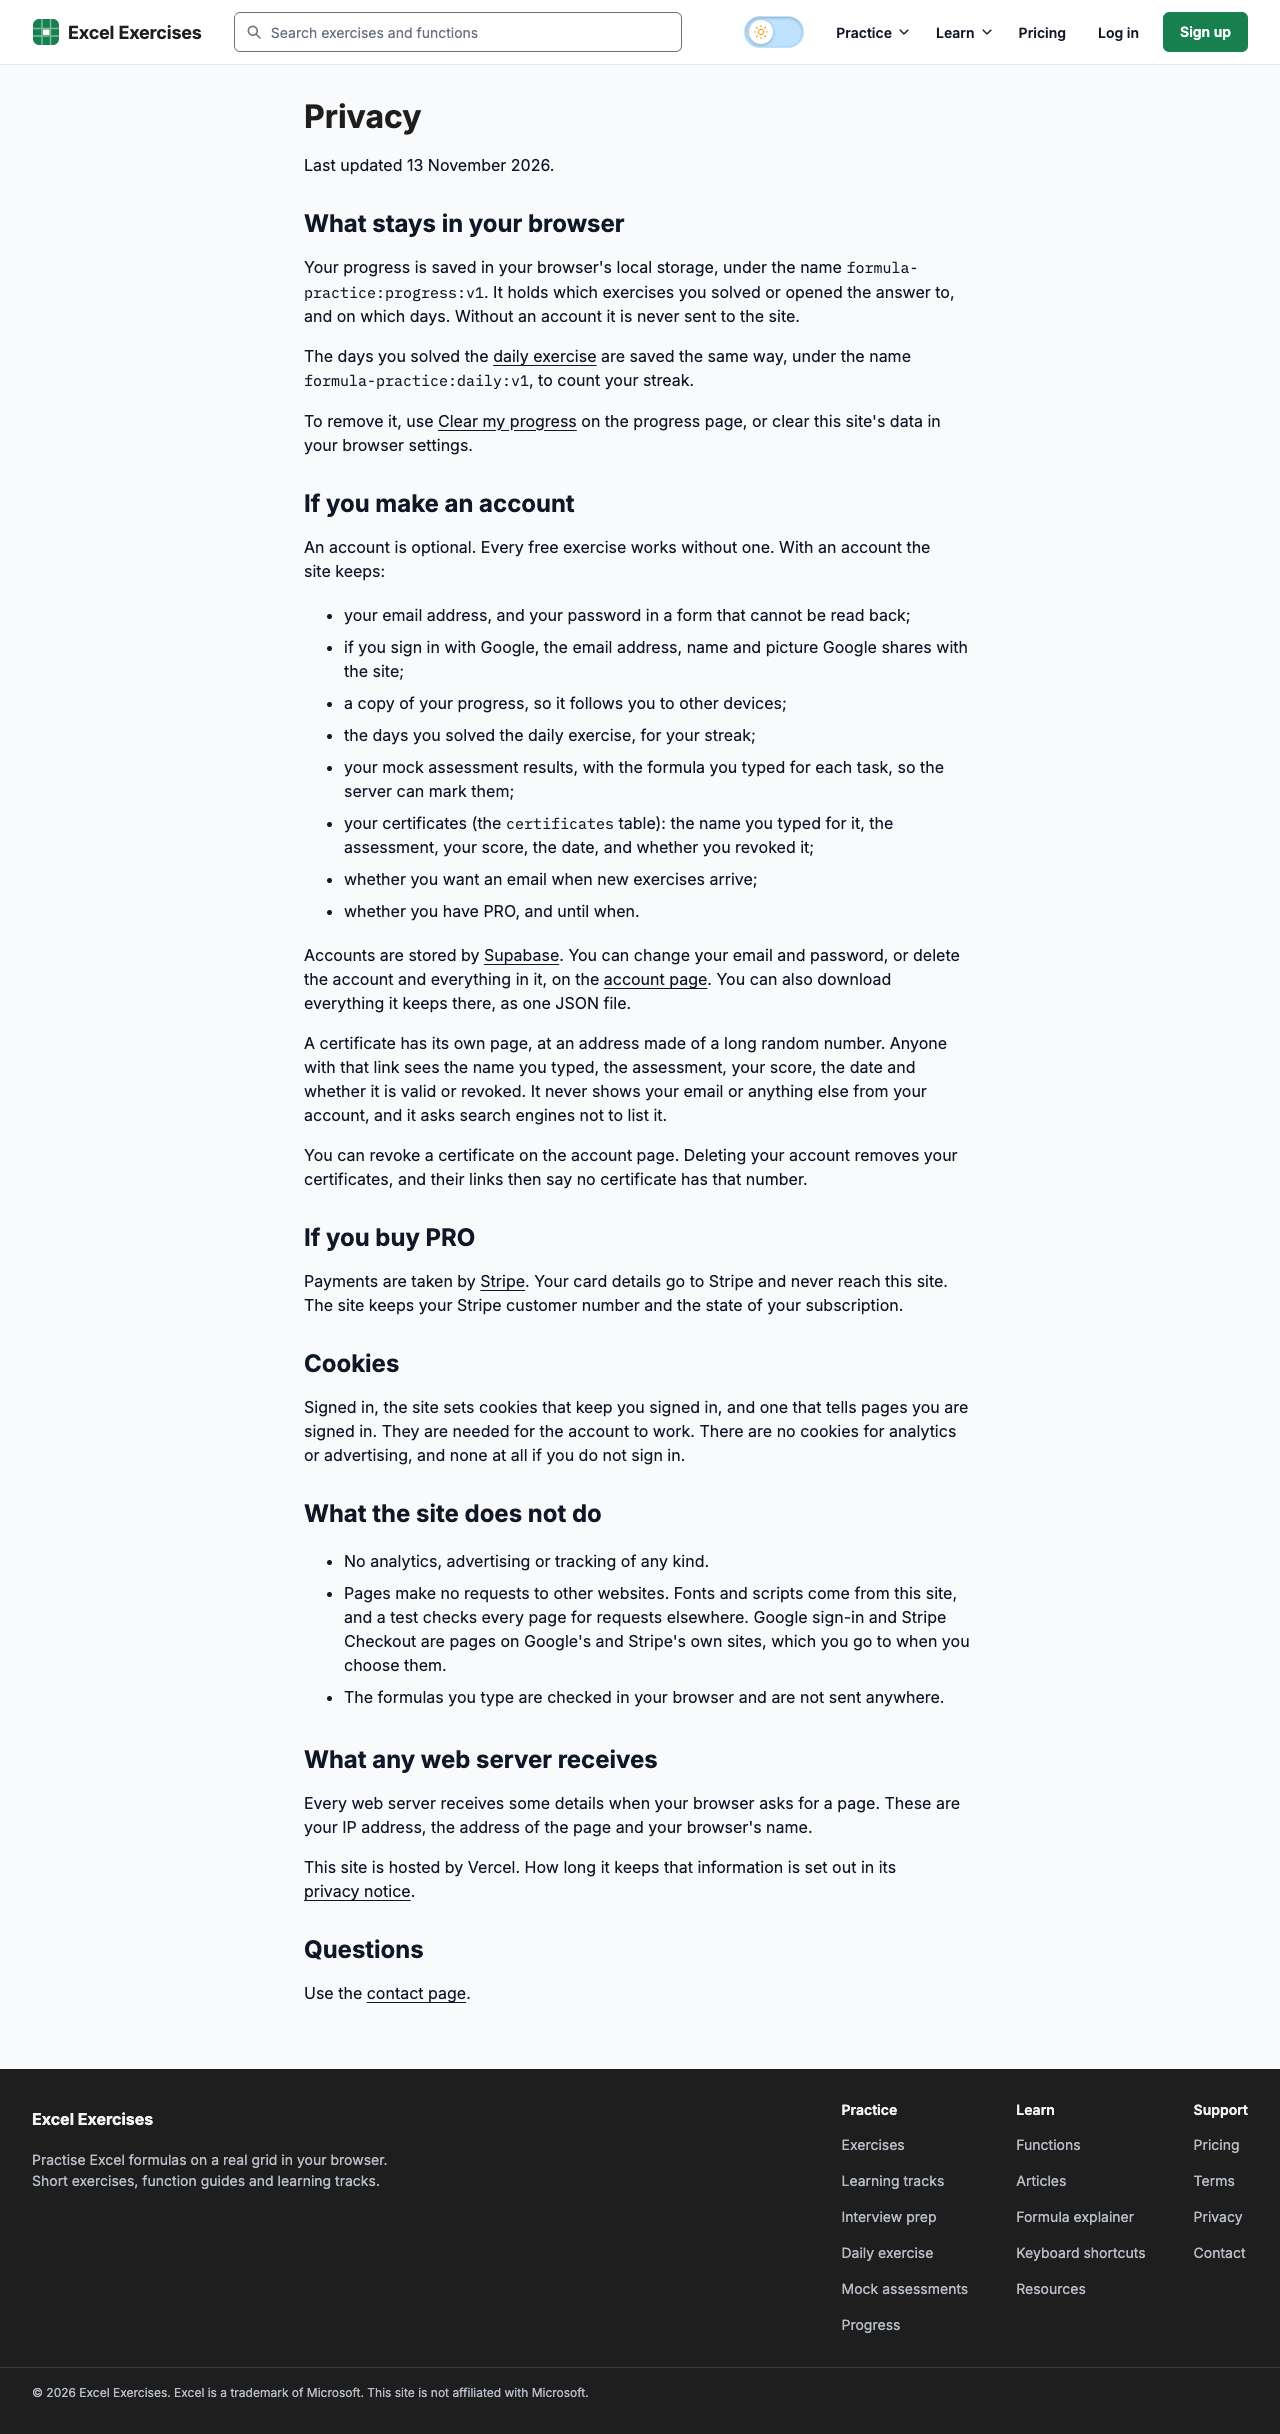 Excel Exercises
Search exercises and functions
Practice
Learn
Pricing
Log in
Sign up
Privacy
Last updated 13 November 2026.
What stays in your browser
Your progress is saved in your browser's local storage, under the name formula-
practice:progress:v1. It holds which exercises you solved or opened the answer to,
and on which days. Without an account it is never sent to the site.
The days you solved the daily exercise are saved the same way, under the name
formula-practice:daily:v1, to count your streak.
To remove it, use Clear my progress on the progress page, or clear this site's data in
your browser settings.
If you make an account
An account is optional. Every free exercise works without one. With an account the
site keeps:
• your email address, and your password in a form that cannot be read back;
• if you sign in with Google, the email address, name and picture Google shares with
the site;
• a copy of your progress, so it follows you to other devices;
• the days you solved the daily exercise, for your streak;
• your mock assessment results, with the formula you typed for each task, so the
server can mark them;
• your certificates (the certificates table): the name you typed for it, the
assessment, your score, the date, and whether you revoked it;
• whether you want an email when new exercises arrive;
• whether you have PRO, and until when.
Accounts are stored by Supabase. You can change your email and password, or delete
the account and everything in it, on the account page. You can also download
everything it keeps there, as one JSON file.
A certificate has its own page, at an address made of a long random number. Anyone
with that link sees the name you typed, the assessment, your score, the date and
whether it is valid or revoked. It never shows your email or anything else from your
account, and it asks search engines not to list it.
You can revoke a certificate on the account page. Deleting your account removes your
certificates, and their links then say no certificate has that number.
If you buy PRO
Payments are taken by Stripe. Your card details go to Stripe and never reach this site.
The site keeps your Stripe customer number and the state of your subscription.
Cookies
Signed in, the site sets cookies that keep you signed in, and one that tells pages you are
signed in. They are needed for the account to work. There are no cookies for analytics
or advertising, and none at all if you do not sign in.
What the site does not do
• No analytics, advertising or tracking of any kind.
• Pages make no requests to other websites. Fonts and scripts come from this site,
and a test checks every page for requests elsewhere. Google sign-in and Stripe
Checkout are pages on Google's and Stripe's own sites, which you go to when you
choose them.
• The formulas you type are checked in your browser and are not sent anywhere.
What any web server receives
Every web server receives some details when your browser asks for a page. These are
your IP address, the address of the page and your browser's name.
This site is hosted by Vercel. How long it keeps that information is set out in its
privacy notice.
Questions
Use the contact page.
Excel Exercises
Practise Excel formulas on a real grid in your browser.
Short exercises, function guides and learning tracks.
Practice
Exercises
Learning tracks
Interview prep
Daily exercise
Mock assessments
Progress
Learn
Functions
Articles
Formula explainer
Keyboard shortcuts
Resources
Support
Pricing
Terms
Privacy
Contact
© 2026 Excel Exercises. Excel is a trademark of Microsoft. This site is not affiliated with Microsoft.